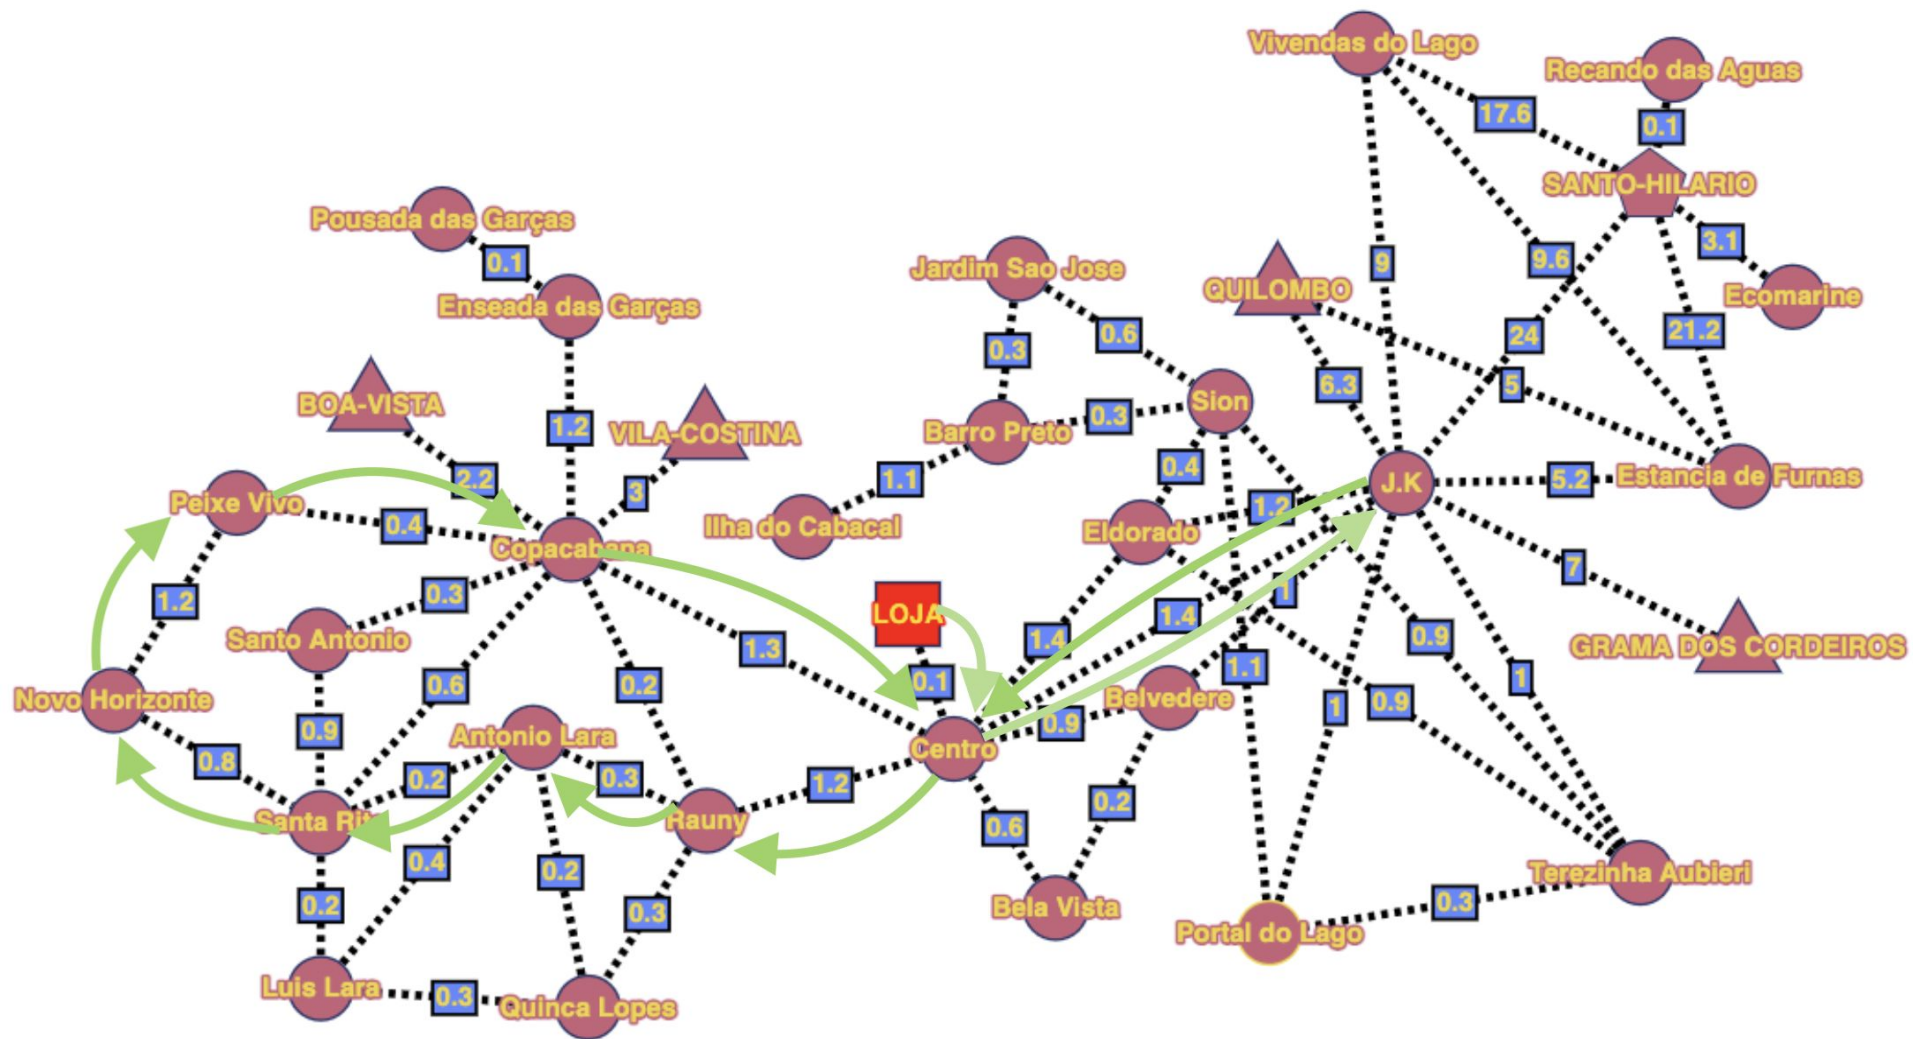 Vivendas do Lago
Recando das Aguas
17.6
0.1
SANTO-HILARIO
Pousada das Garças
3.1
0.1
Jardim Sao Jose
9
9.6
QUILOMBO
Ecomarine
Enseada das Garças
0.6
24
21.2
0.3
6.3
5
BOA-VISTA
Sion
1.2
VILA-COSTINA
0.3
Barro Preto
0.4
2.2
3
1.1
J.K
5.2
Estancia de Furnas
Peixe Vivo
0.4
1.2
Ilha do Cabacal
Eldorado
Copacabana
7
1.2
0.3
1
LOJA
1.4
Santo Antonio
1.3
1.4
0.9
GRAMA DOS CORDEIROS
0.6
0.2
0.1
1.1
1
Novo Horizonte
Belvedere
1
0.9
0.9
0.9
Antonio Lara
Centro
0.8
0.2
0.3
1.2
0.2
Santa Rita
Rauny
0.6
0.4
0.2
Terezinha Aubieri
0.2
0.3
Bela Vista
0.3
Portal do Lago
Luis Lara
0.3
Quinca Lopes